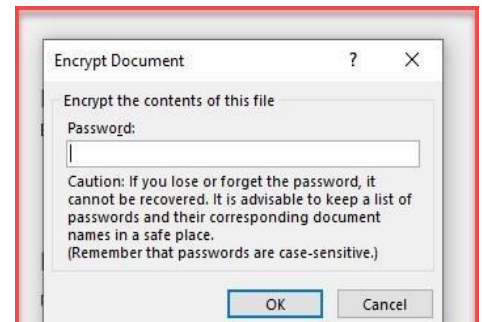 Encrypt Document ? X
Encrypt the contents of this file
Password:
Caution: If you lose or forget the password, it
cannot be recovered. It is advisable to keep a list of
passwords and their corresponding document
names in a safe place.
(Remember that passwords are case-sensitive.)
OK Cancel